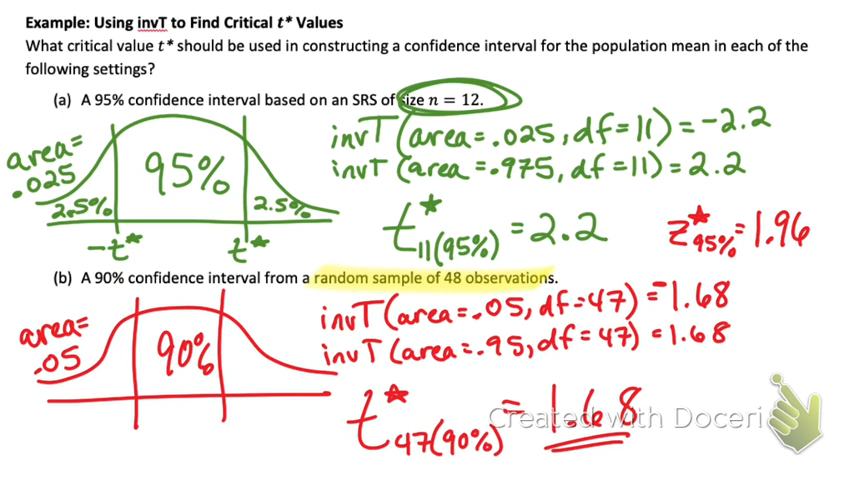 Example: Using invT to Find Critical t* Values
What critical value t* should be used in constructing a confidence interval for the population mean in each of the
following settings?
(a) A 95% confidence interval based on an SRS of size n = 12.
area=
.025
95%
2.5%
2.5%
-t*
t*
invT (area=.025, df=11) = -2.2
invT (area=.975, df=11) = 2.2
t*11(95%) = 2.2
z*95% = 1.96
(b) A 90% confidence interval from a random sample of 48 observations.
area=
.05
90%
invT (area=.05, df=47) = -1.68
invT (area=.95, df=47) = 1.68
t*47(90%) = 1.68
Created with Doceri